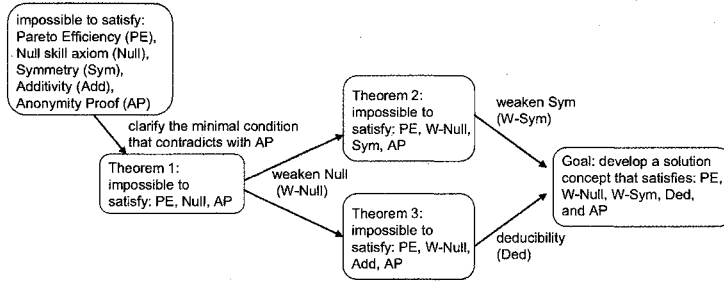 impossible to satisfy:
Pareto Efficiency (PE),
Null skill axiom (Null),
Symmetry (Sym),
Additivity (Add),
Anonymity Proof (AP)
clarify the minimal condition
that contradicts with AP
Theorem 1:
impossible to
satisfy: PE, Null, AP
weaken Null
(W-Null)
Theorem 2:
impossible to
satisfy: PE, W-Null,
Sym, AP
Theorem 3:
impossible to
satisfy: PE, W-Null,
Add, AP
weaken Sym
(W-Sym)
deducibility
(Ded)
Goal: develop a solution
concept that satisfies: PE,
W-Null, W-Sym, Ded,
and AP